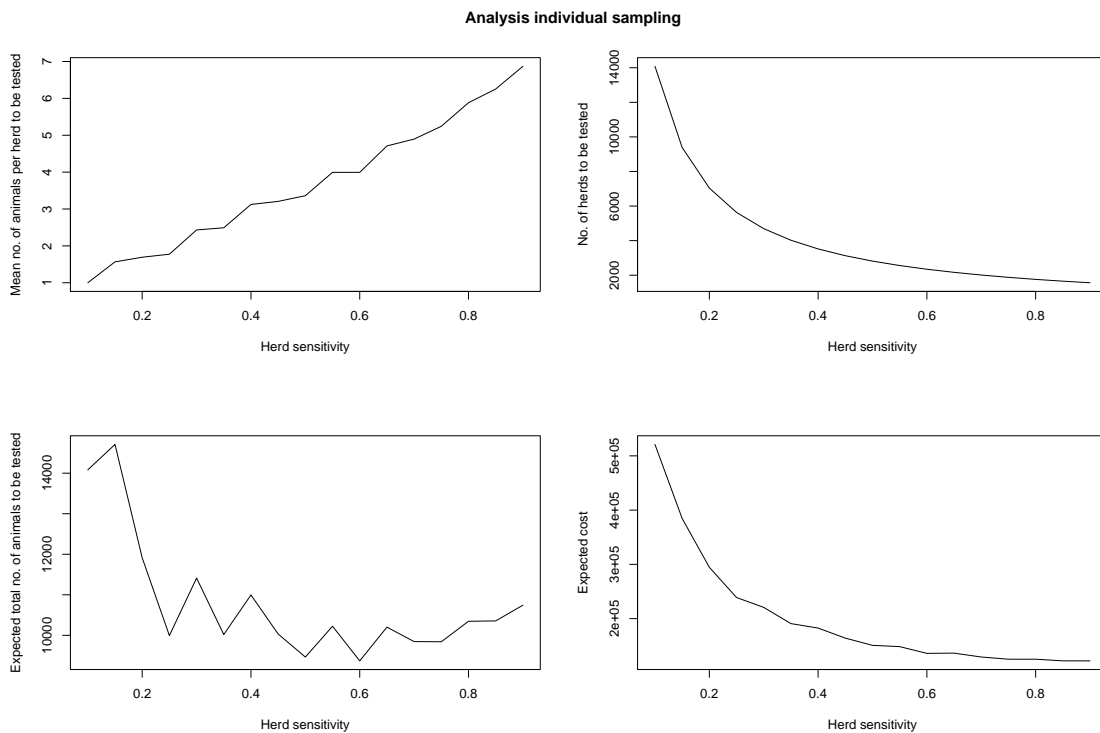 Analysis individual sampling
Mean no. of animals per herd to be tested
7
6
5
4
3
2
1
0.2 0.4 0.6 0.8
Herd sensitivity
No. of herds to be tested
14000
10000
6000
2000
0.2 0.4 0.6 0.8
Herd sensitivity
Expected total no. of animals to be tested
14000
12000
10000
0.2 0.4 0.6 0.8
Herd sensitivity
Expected cost
5e+05
4e+05
3e+05
2e+05
0.2 0.4 0.6 0.8
Herd sensitivity